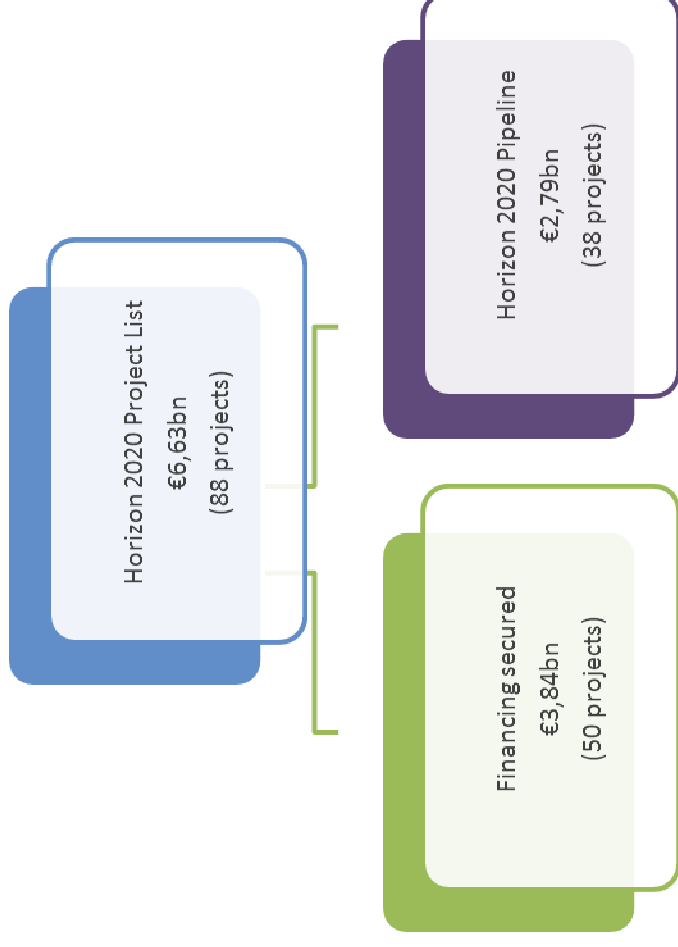 Horizon 2020 Project List
€6,63bn
(88 projects)
Financing secured
€3,84bn
(50 projects)
Horizon 2020 Pipeline
€2,79bn
(38 projects)